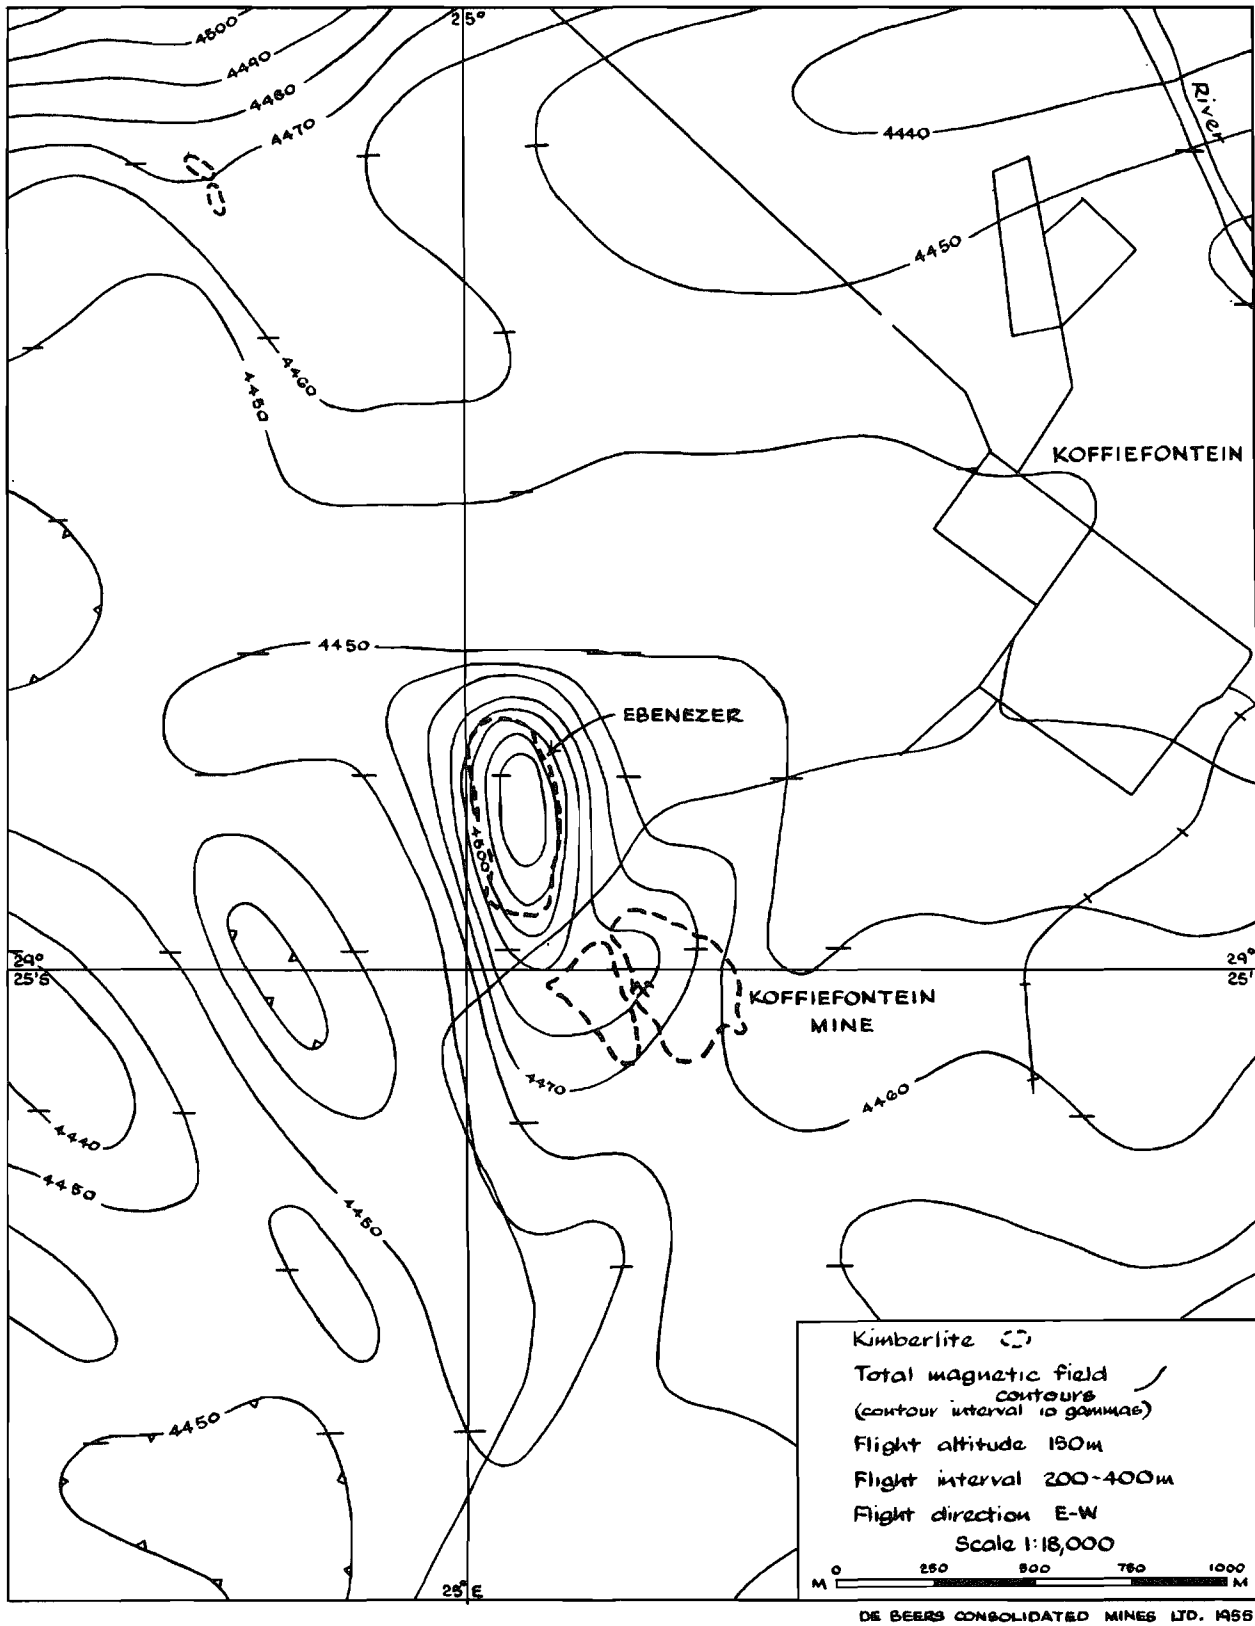 25°
4500
4490
4480
4470
River
4440
4450
4460
4450
KOFFIEFONTEIN
4450
EBENEZER
4500
29°
25'S
29°
25'
KOFFIEFONTEIN
MINE
4470
4460
4440
4450
4450
4450
Kimberlite
Total magnetic field
contours
(contour interval 10 gammas)
Flight altitude 150m
Flight interval 200-400m
Flight direction E-W
Scale 1:18,000
M 0 250 500 750 1000 M
25°E
DE BEERS CONSOLIDATED MINES LTD. 1955